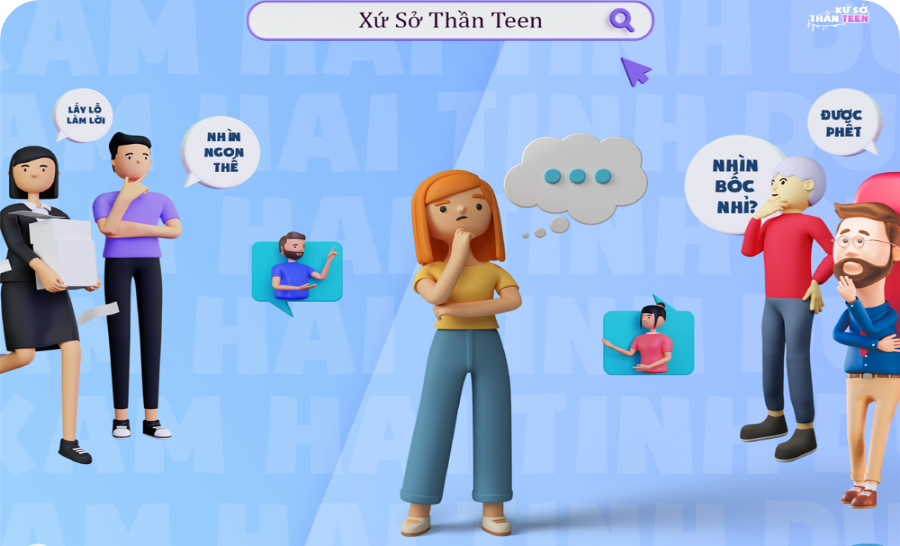 Xứ Sở Thần Teen
XỨ SỞ
THẦN TEEN
LẤY LỖ
LÀM LỜI
NHÌN
NGON
THẾ
NHÌN
BỐC
NHỈ?
ĐƯỢC
PHẾT